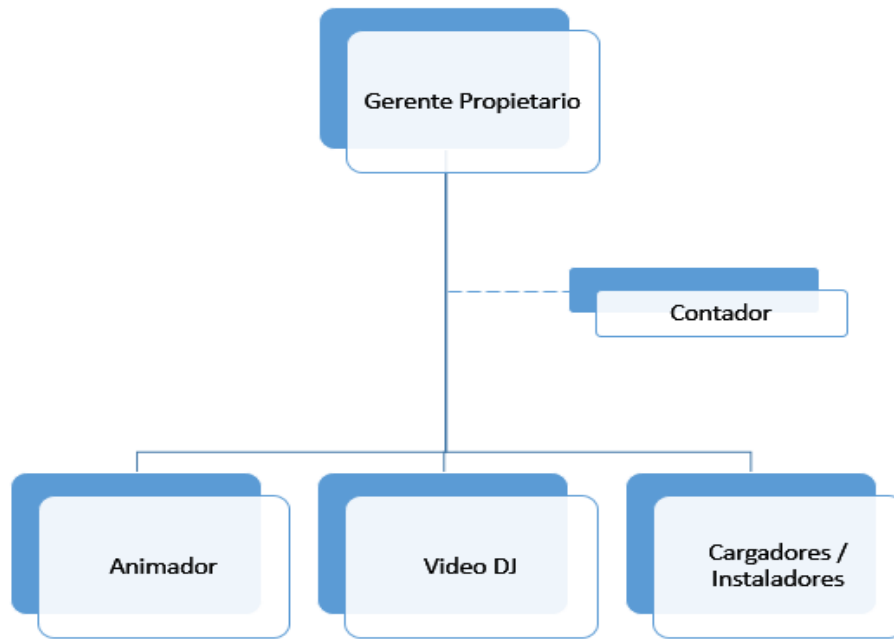 Gerente Propietario
Contador
Animador
Video DJ
Cargadores /
Instaladores